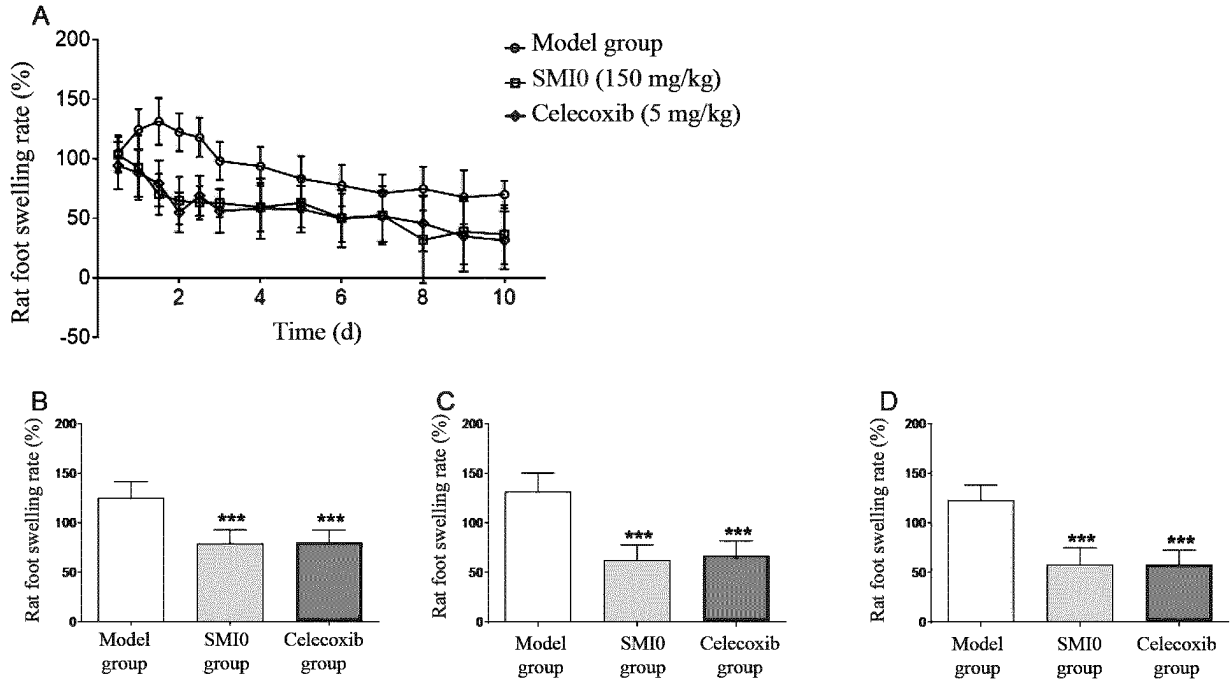 A
200
150
100
50
0
-50
Rat foot swelling rate (%)
2
4
6
8
10
Time (d)
Model group
SMI0 (150 mg/kg)
Celecoxib (5 mg/kg)
B
Rat foot swelling rate (%)
200
150
100
50
0
***
***
Model
group
SMI0
group
Celecoxib
group
C
Rat foot swelling rate (%)
200
150
100
50
0
***
***
Model
group
SMI0
group
Celecoxib
group
D
Rat foot swelling rate (%)
200
150
100
50
0
***
***
Model
group
SMI0
group
Celecoxib
group